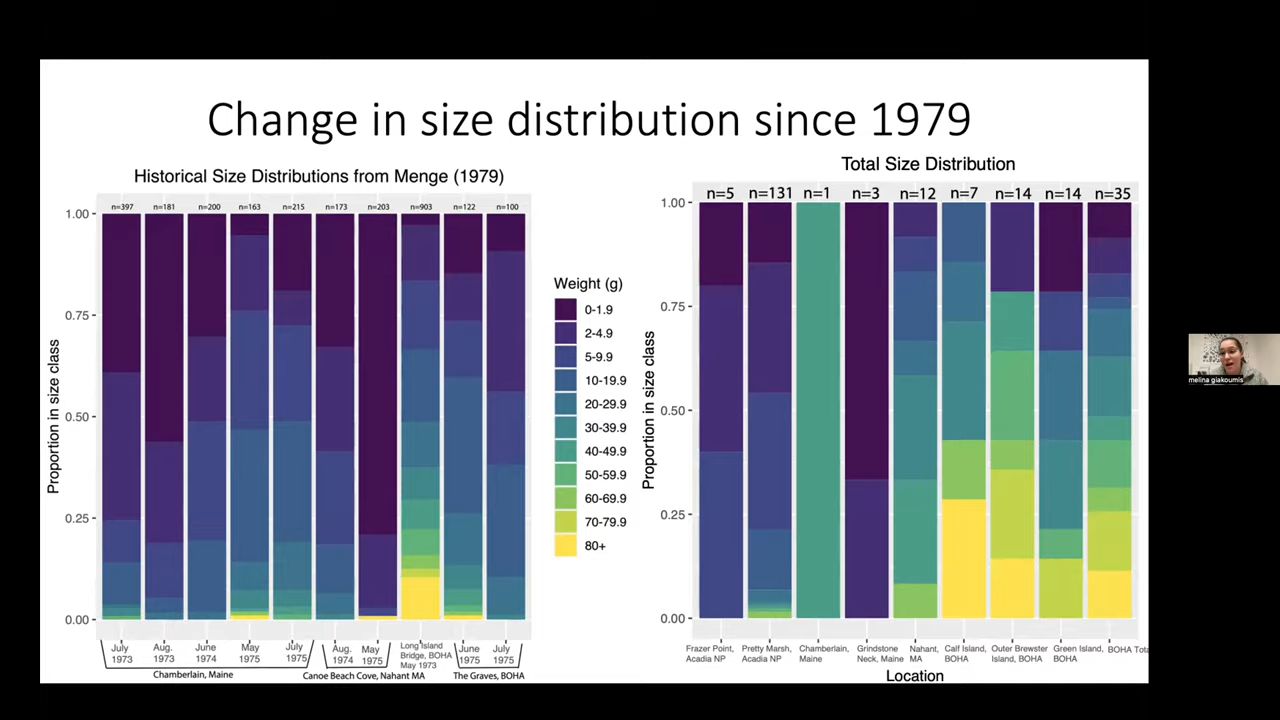 Change in size distribution since 1979
Historical Size Distributions from Menge (1979)
n=397 n=181 n=200 n=163 n=215 n=173 n=203 n=903 n=122 n=100
1.00
0.75
0.50
0.25
0.00
Proportion in size class
July 1973
Aug. 1973
June 1974
May 1975
July 1975
Aug. 1974
May 1975
Long Island Bridge, BOHA May 1973
June 1975
July 1975
Chamberlain, Maine
Canoe Beach Cove, Nahant MA
The Graves, BOHA
Weight (g)
0-1.9
2-4.9
5-9.9
10-19.9
20-29.9
30-39.9
40-49.9
50-59.9
60-69.9
70-79.9
80+
Total Size Distribution
n=5 n=131 n=1 n=3 n=12 n=7 n=14 n=14 n=35
1.00
0.75
0.50
0.25
0.00
Proportion in size class
Frazer Point, Acadia NP
Pretty Marsh, Acadia NP
Chamberlain, Maine
Grindstone Neck, Maine
Nahant, MA
Calf Island, BOHA
Outer Brewster Island, BOHA
Green Island, BOHA
BOHA Tota
Location
melina giakoumis